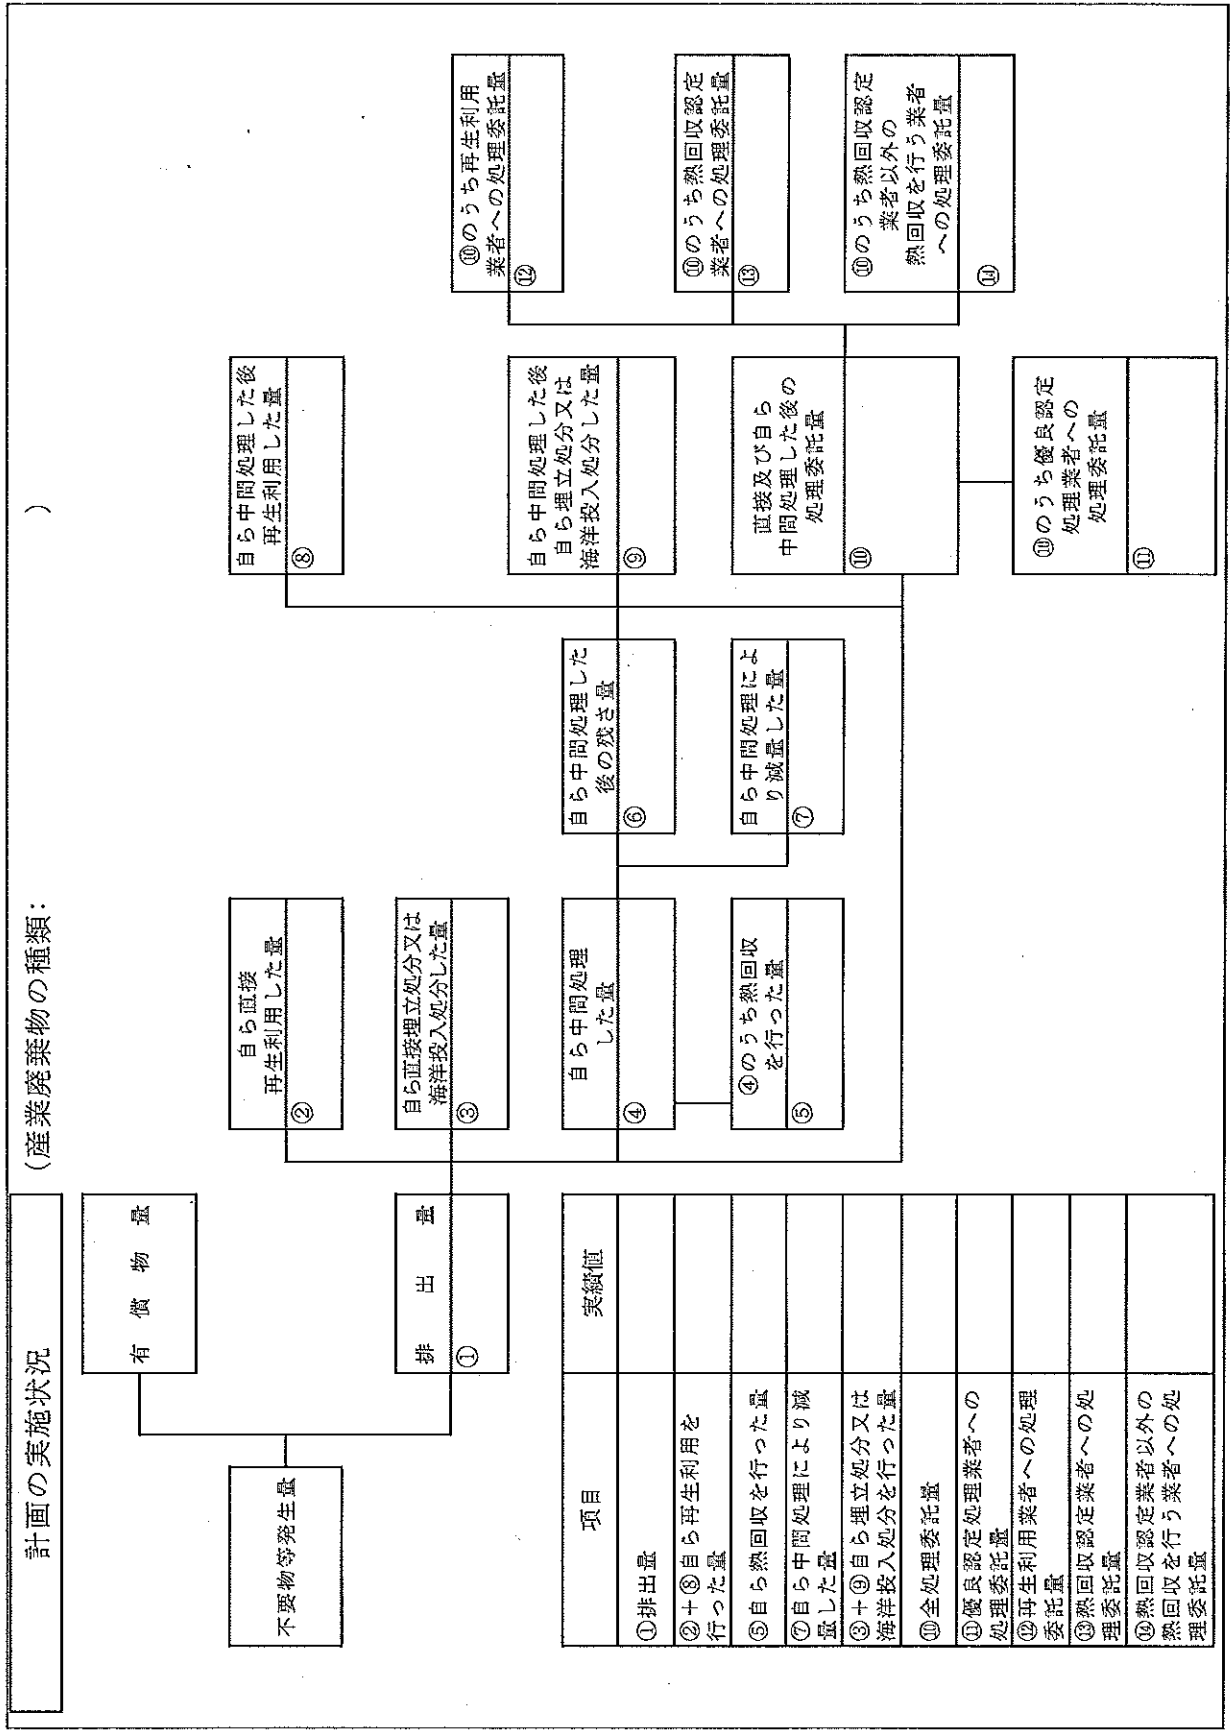 計画の実施状況
（産業廃棄物の種類：　　　　　　　　　）
不要物等発生量
有償物量
排出量
①
自ら直接
再生利用した量
②
自ら直接埋立処分又は
海洋投入処分した量
③
自ら中間処理
した量
④
④のうち熱回収
を行った量
⑤
自ら中間処理した
後の残さ量
⑥
自ら中間処理によ
り減量した量
⑦
自ら中間処理した後
再生利用した量
⑧
自ら中間処理した後
自ら埋立処分又は
海洋投入処分した量
⑨
直接及び自ら
中間処理した後の
処理委託量
⑩
⑩のうち優良認定
処理業者への
処理委託量
⑪
⑩のうち再生利用
業者への処理委託量
⑫
⑩のうち熱回収認定
業者への処理委託量
⑬
⑩のうち熱回収認定
業者以外の
熱回収を行う業者
への処理委託量
⑭
項目
実績値
①排出量
②＋⑧自ら再生利用を
行った量
⑤自ら熱回収を行った量
⑦自ら中間処理により減
量した量
③＋⑨自ら埋立処分又は
海洋投入処分を行った量
⑩全処理委託量
⑪優良認定処理業者への
処理委託量
⑫再生利用業者への処理
委託量
⑬熱回収認定業者への処
理委託量
⑭熱回収認定業者以外の
熱回収を行う業者への処
理委託量